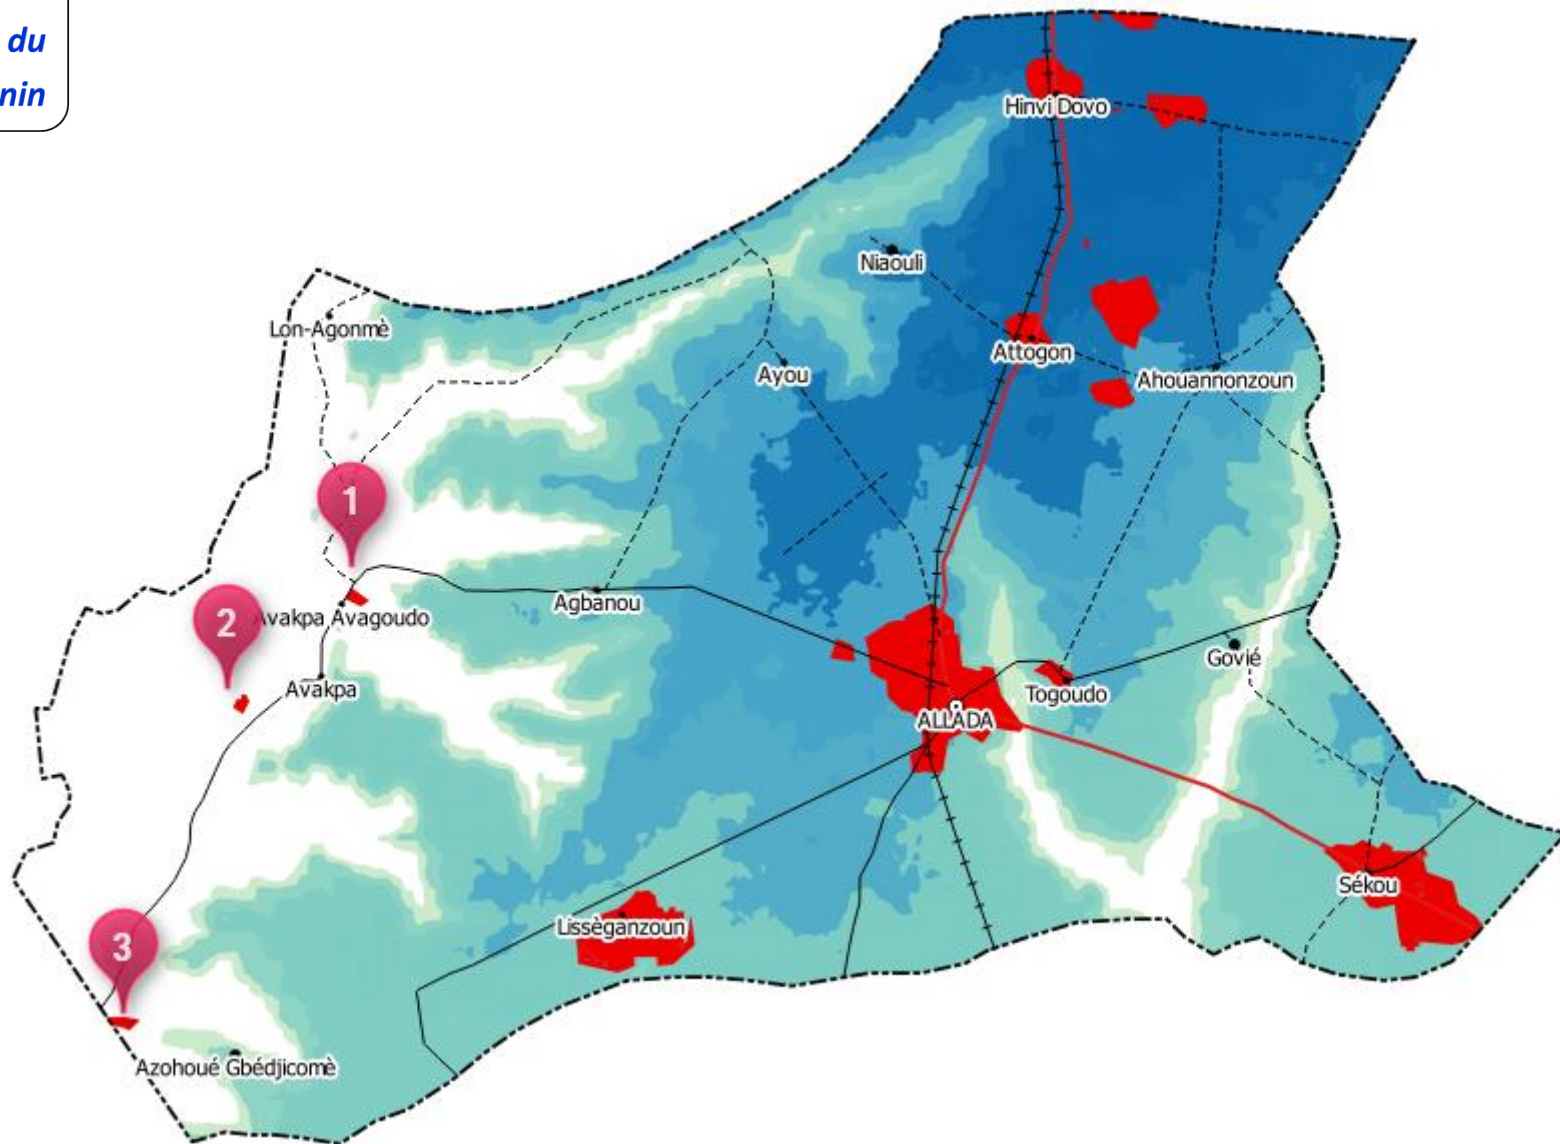 du
nin
Hinvi Dovo
Niaouli
Lon-Agonmè
Attogon
Ayou
Ahouannonzoun
1
Agbanou
2
Avakpa Avagoudo
Govié
Avakpa
Togoudo
ALLADA
Sékou
Lissèganzoun
3
Azohoué Gbédjicomè